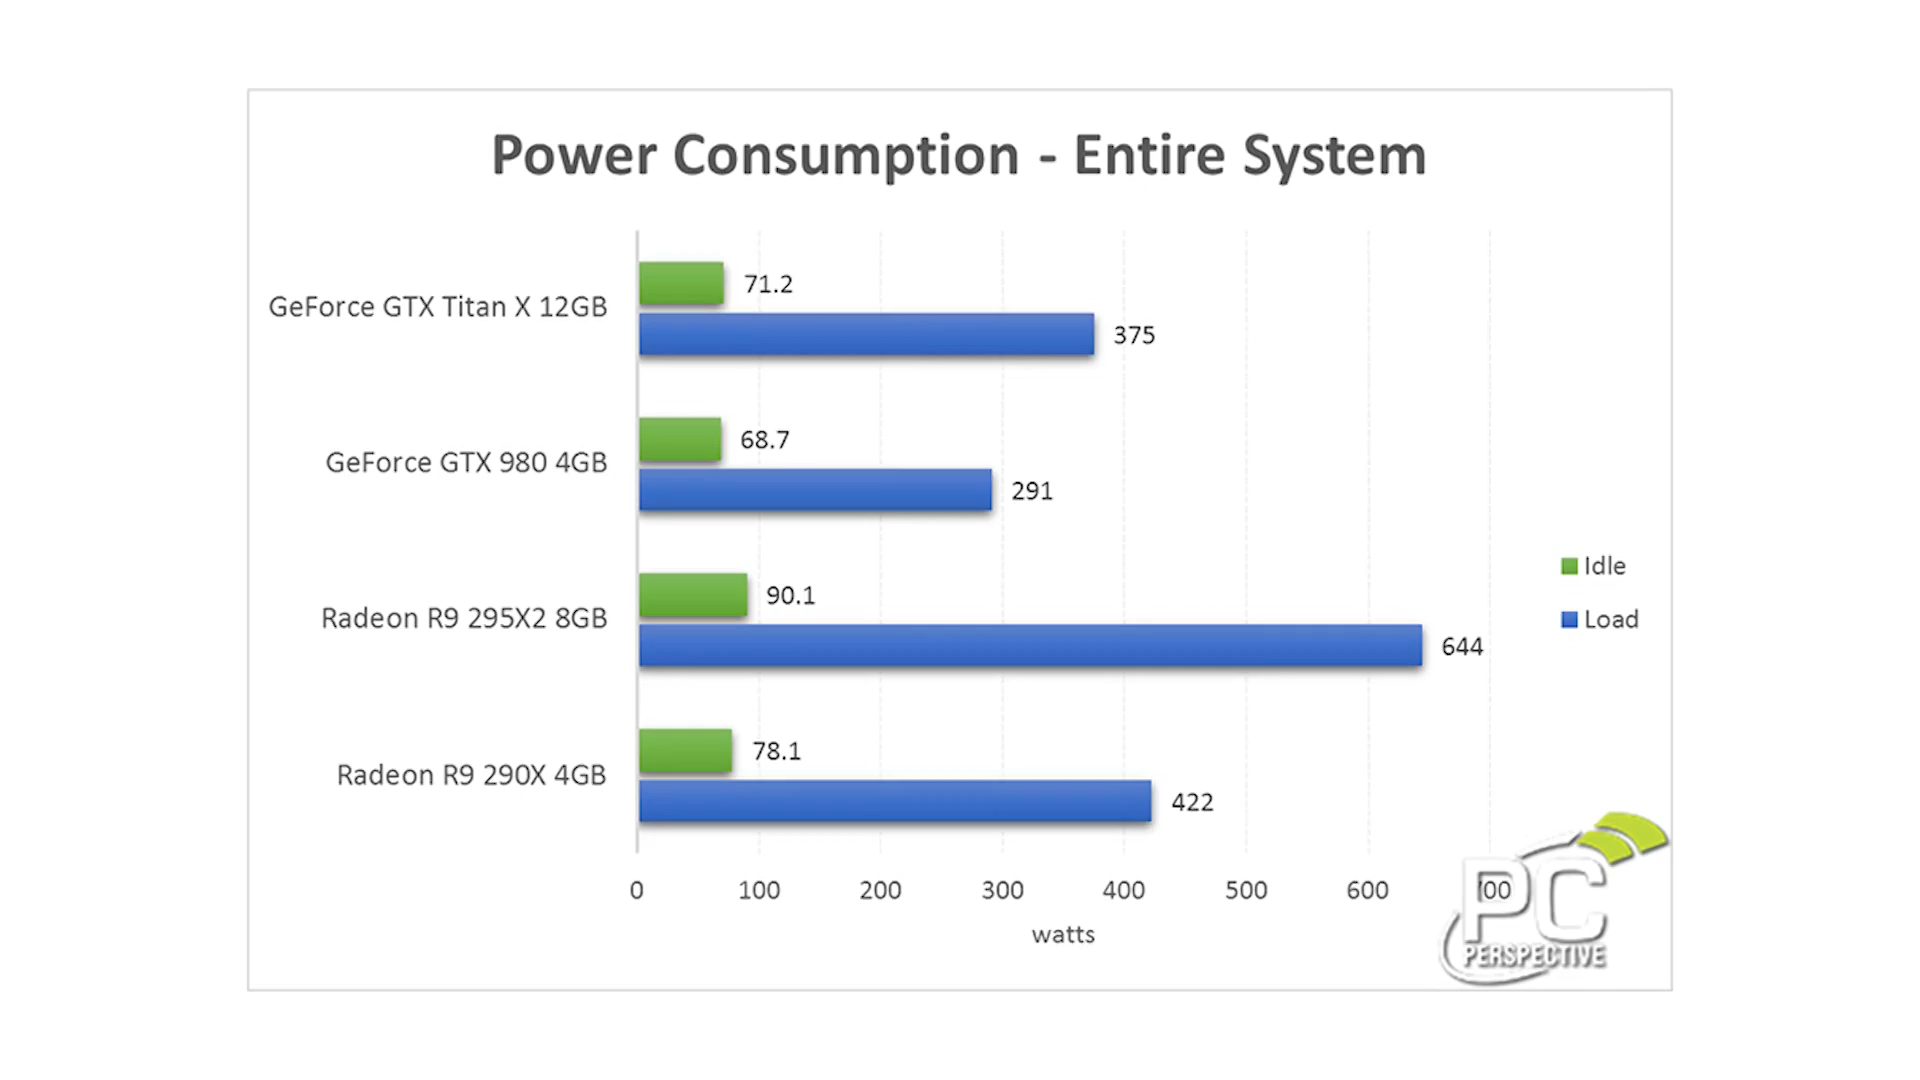 Power Consumption - Entire System
GeForce GTX Titan X 12GB
71.2
375
GeForce GTX 980 4GB
68.7
291
Radeon R9 295X2 8GB
90.1
644
Radeon R9 290X 4GB
78.1
422
Idle
Load
0 100 200 300 400 500 600
watts
PC
PERSPECTIVE